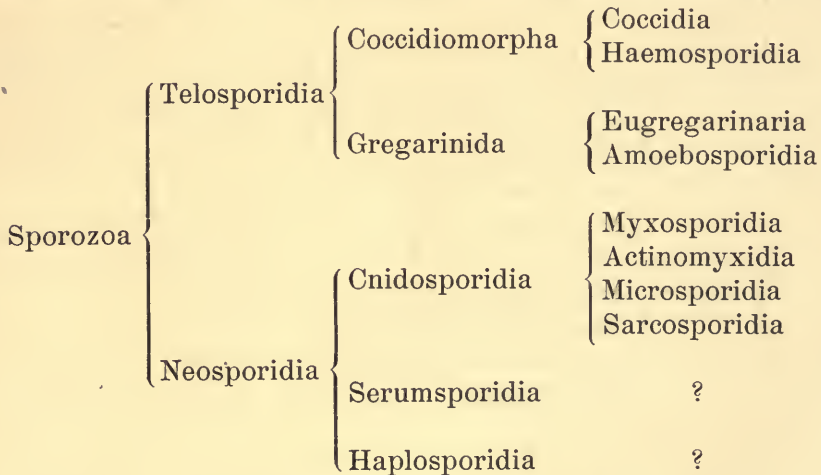 Coccidia
Coccidiomorpha
Haemosporidia
Telosporidia
Eugregarinaria
Gregarinida
Amoebosporidia
Sporozoa
Myxosporidia
Actinomyxidia
Cnidosporidia
Microsporidia
Sarcosporidia
Neosporidia
Serumsporidia ?
Haplosporidia ?